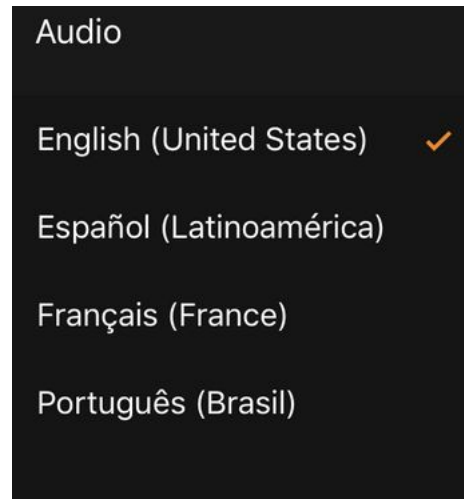 Audio
English (United States)
Español (Latinoamérica)
Français (France)
Português (Brasil)